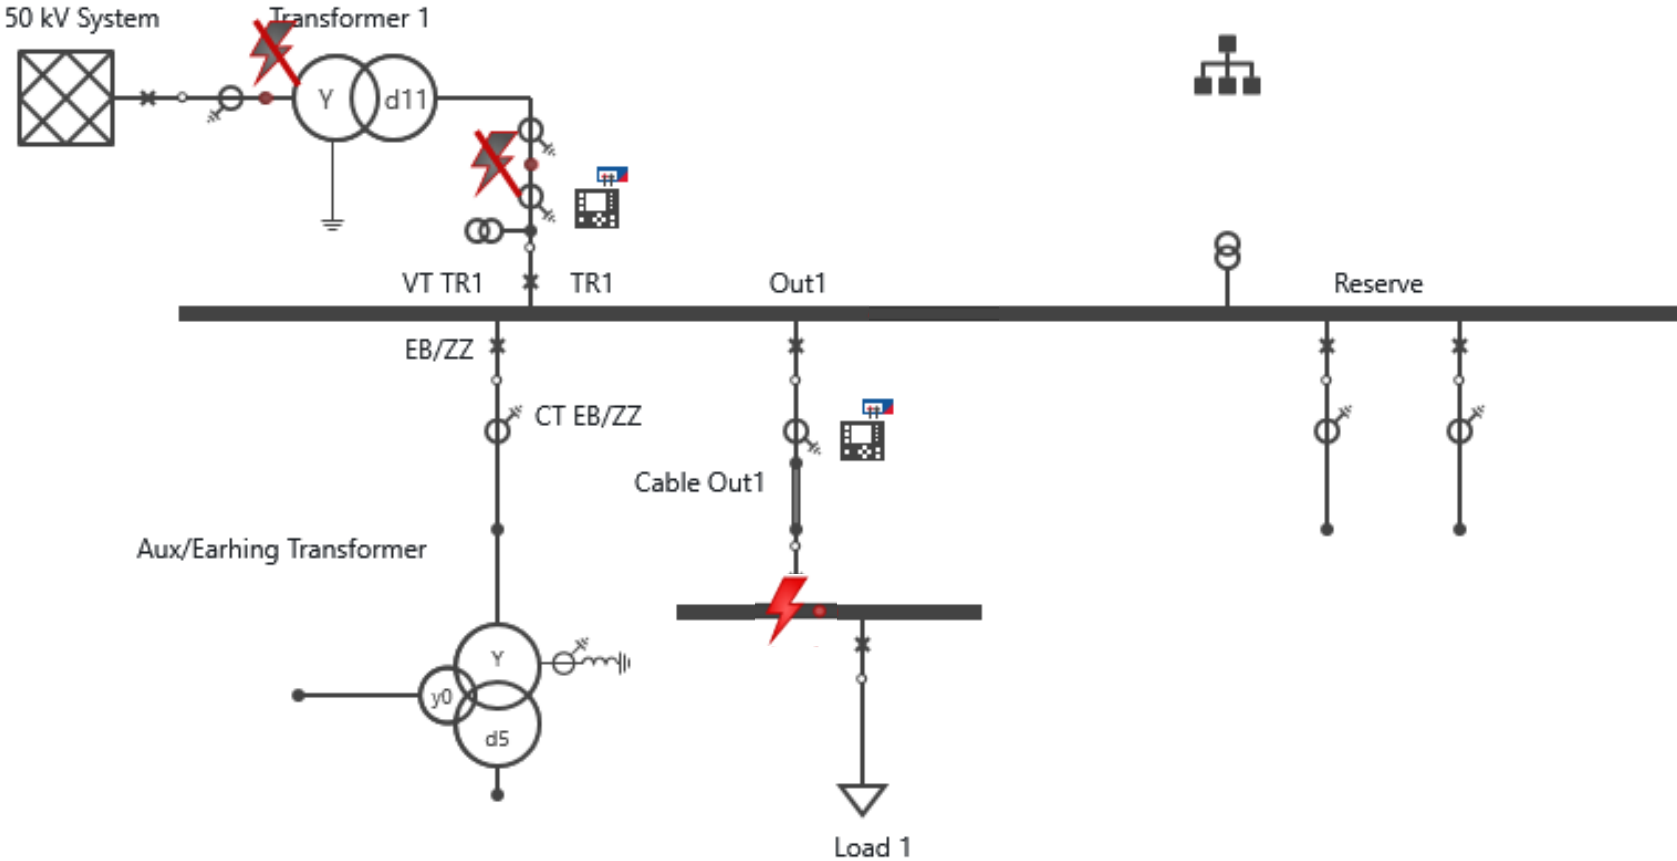 50 kV System
Transformer 1
Y
d11
VT TR1
TR1
Out1
Reserve
EB/ZZ
CT EB/ZZ
Cable Out1
Aux/Earhing Transformer
Y
y0
d5
Load 1